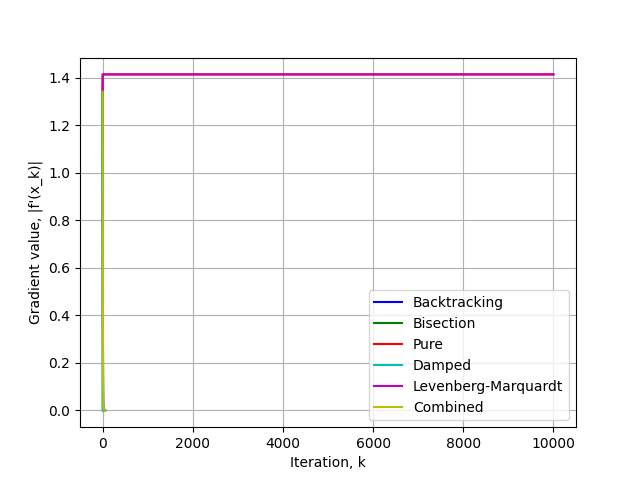 1.4
1.2
1.0
0.8
0.6
0.4
0.2
0.0
Gradient value, |f'(x_k)|
Backtracking
Bisection
Pure
Damped
Levenberg-Marquardt
Combined
0 2000 4000 6000 8000 10000
Iteration, k